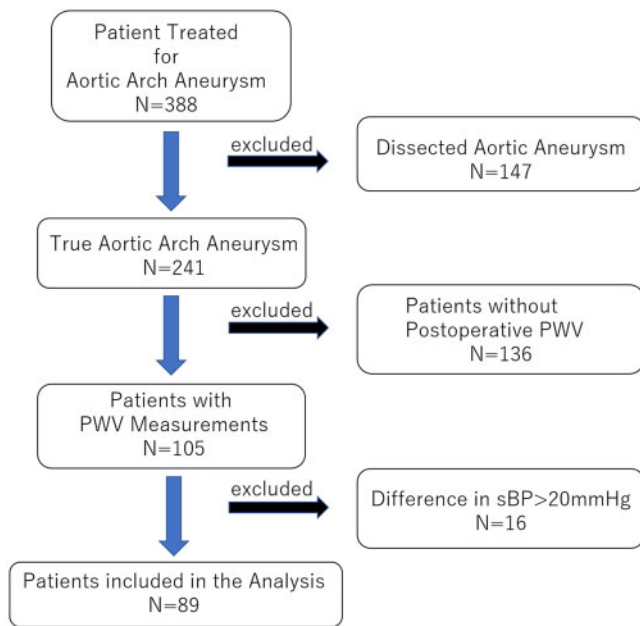 Patient Treated
for
Aortic Arch Aneurysm
N=388
excluded
Dissected Aortic Aneurysm
N=147
True Aortic Arch Aneurysm
N=241
excluded
Patients without
Postoperative PWV
N=136
Patients with
PWV Measurements
N=105
excluded
Difference in sBP>20mmHg
N=16
Patients included in the Analysis
N=89